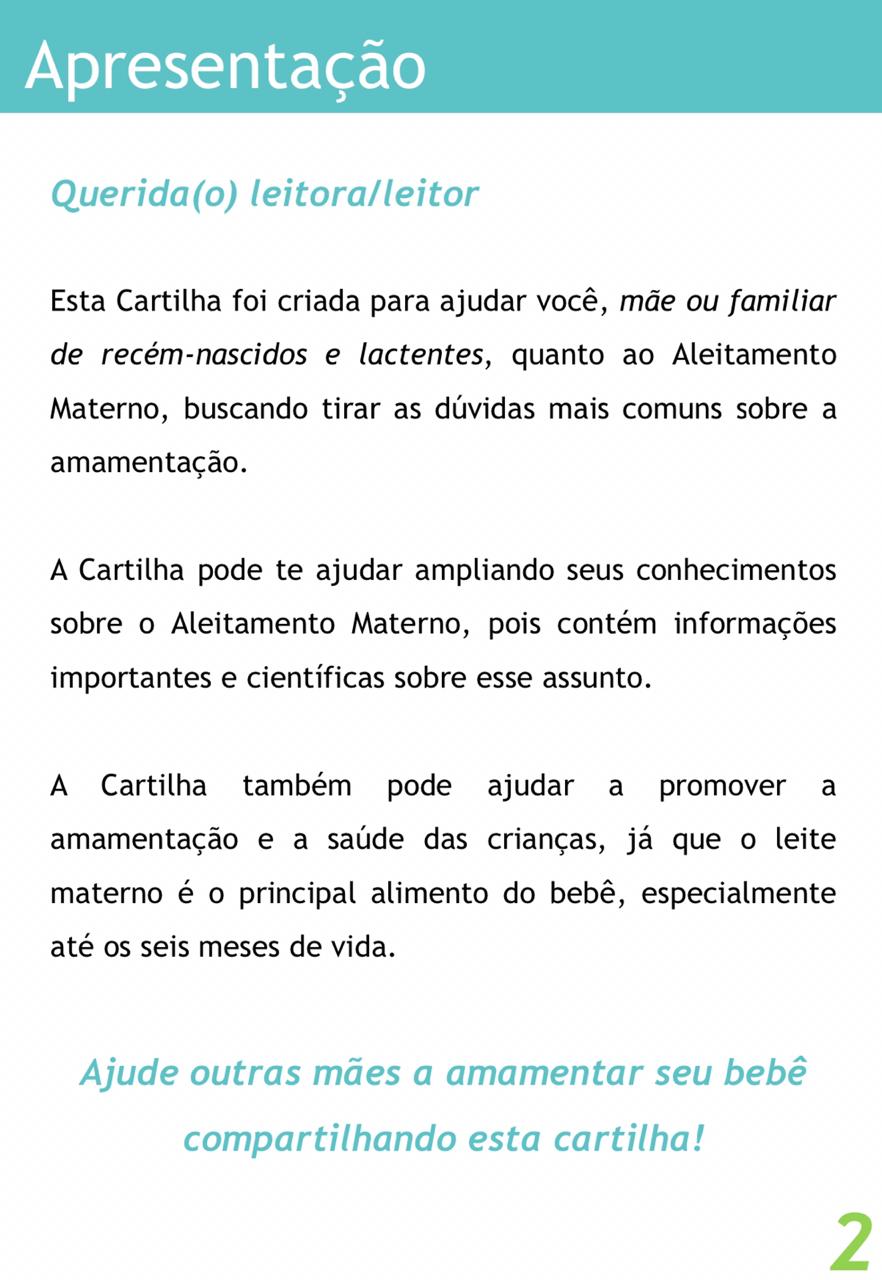 Apresentação
Querida(o) leitora/leitor
Esta Cartilha foi criada para ajudar você, mãe ou familiar
de recém-nascidos e lactentes, quanto ao Aleitamento
Materno, buscando tirar as dúvidas mais comuns sobre a
amamentação.
A Cartilha pode te ajudar ampliando seus conhecimentos
sobre o Aleitamento Materno, pois contém informações
importantes e científicas sobre esse assunto.
A Cartilha também pode ajudar a promover a
amamentação e a saúde das crianças, já que o leite
materno é o principal alimento do bebê, especialmente
até os seis meses de vida.
Ajude outras mães a amamentar seu bebê
compartilhando esta cartilha!
2